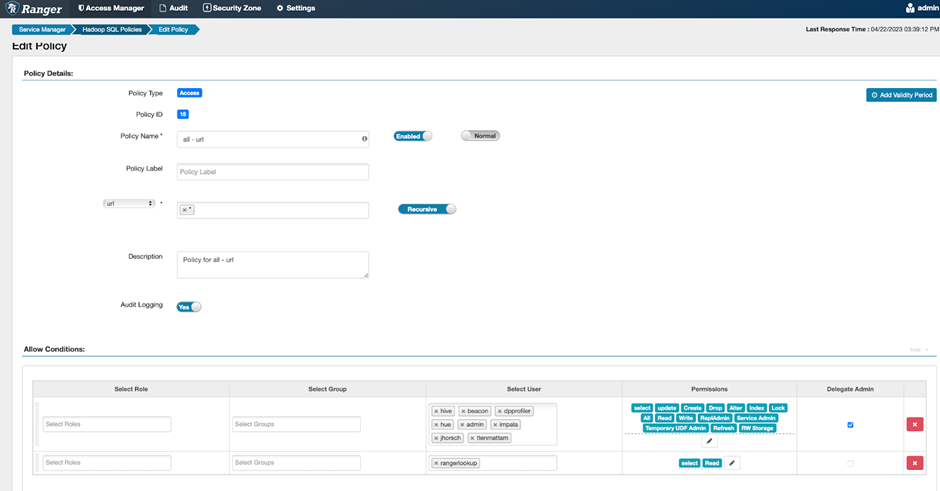 Ranger Access Manager Audit Security Zone Settings admin
Service Manager Hadoop SQL Policies Edit Policy Last Response Time : 04/22/2023 03:39:12 PM
Edit Policy
Policy Details:
Policy Type Access
Add Validity Period
Policy ID 15
Policy Name * all - url Enabled Normal
Policy Label Policy Label
url * × * Recursive
Description Policy for all - url
Audit Logging Yes
Allow Conditions:
Select Role Select Group Select User Permissions Delegate Admin
Select Roles Select Groups
× hive × beacon × dpprofiler
× hue × admin × impala
× jhorsch × ttenmattam
select update Create Drop Alter Index Lock
All Read Write ReplAdmin Service Admin
Temporary UDF Admin Refresh RW Storage
Select Roles Select Groups × rangerlookup select Read